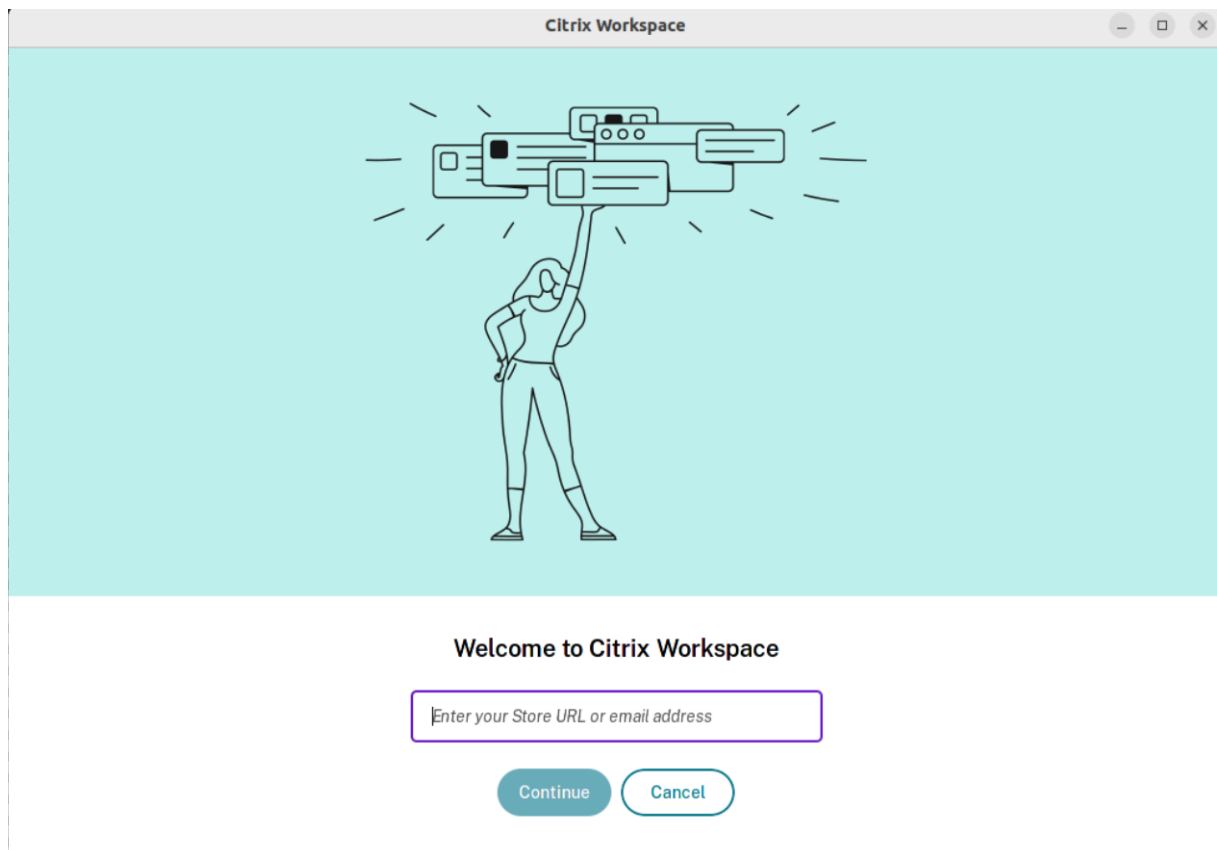 Citrix Workspace
Welcome to Citrix Workspace
Enter your Store URL or email address
Continue
Cancel